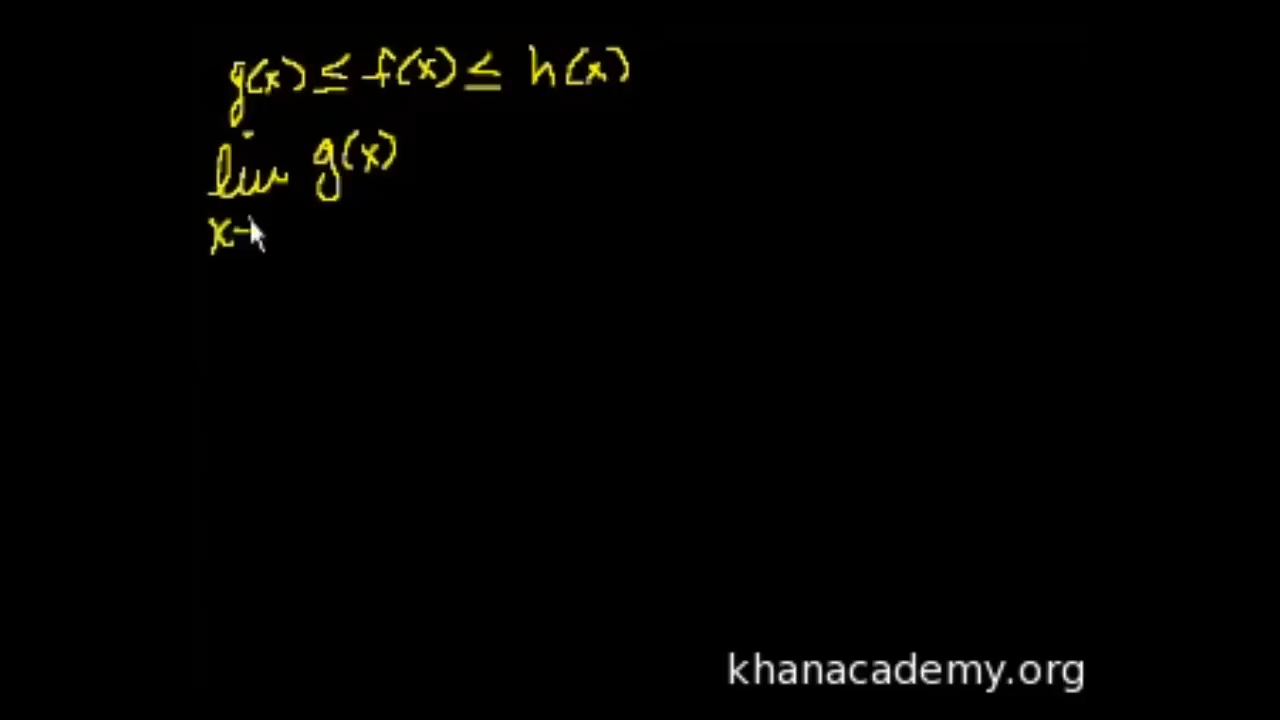 g(x) ≤ f(x) ≤ h(x)
lim g(x)
x-
khanacademy.org